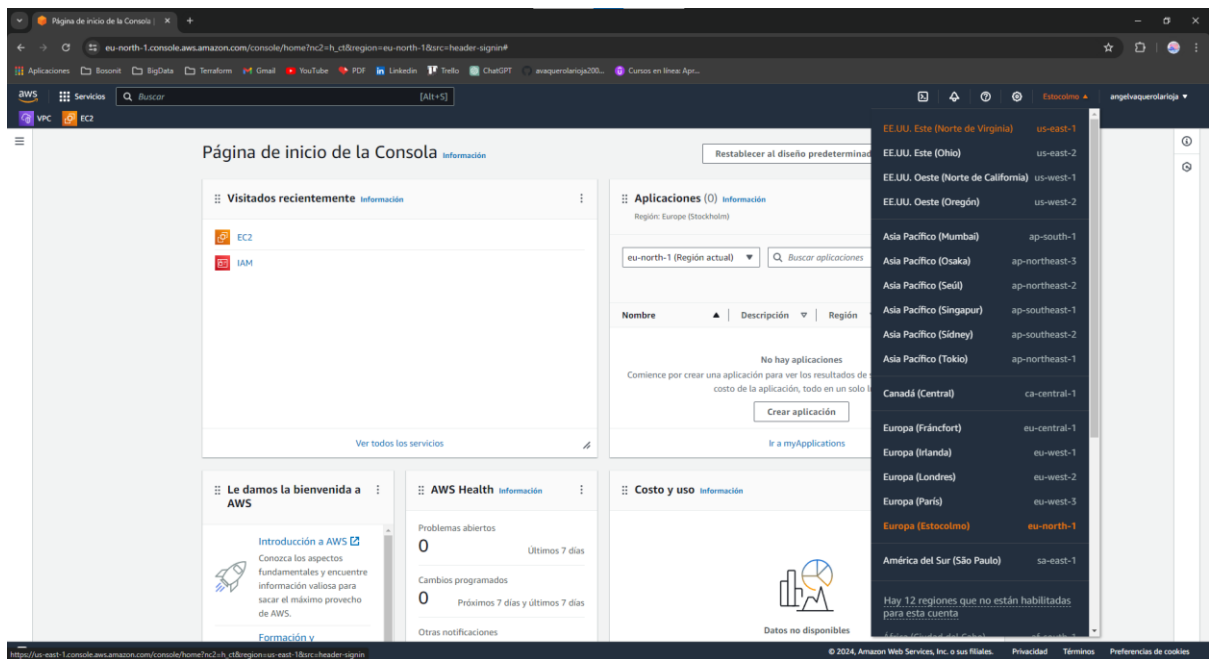 Página de inicio de la Consola |
eu-north-1.console.aws.amazon.com/console/home?nc2=h_ct&region=eu-north-1&src=header-signin#
Aplicaciones Bosonit BigData Terraform Gmail YouTube PDF Linkedin Trello ChatGPT avaquerolarioja200... Cursos en línea: Apr...
aws Servicios Buscar [Alt+S] Estocolmo angelvaquerolarioja
VPC EC2
Página de inicio de la Consola Información
Restablecer al diseño predeterminad
Visitados recientemente Información
EC2
IAM
Ver todos los servicios
Aplicaciones (0) Información
Región: Europe (Stockholm)
eu-north-1 (Región actual) Buscar aplicaciones
Nombre Descripción Región
No hay aplicaciones
Comience por crear una aplicación para ver los resultados de s
costo de la aplicación, todo en un solo l
Crear aplicación
Ir a myApplications
Le damos la bienvenida a
AWS
Introducción a AWS
Conozca los aspectos
fundamentales y encuentre
información valiosa para
sacar el máximo provecho
de AWS.
Formación y
AWS Health Información
Problemas abiertos
0 Últimos 7 días
Cambios programados
0 Próximos 7 días y últimos 7 días
Otras notificaciones
Costo y uso Información
Datos no disponibles
EE.UU. Este (Norte de Virginia) us-east-1
EE.UU. Este (Ohio) us-east-2
EE.UU. Oeste (Norte de California) us-west-1
EE.UU. Oeste (Oregón) us-west-2
Asia Pacífico (Mumbai) ap-south-1
Asia Pacífico (Osaka) ap-northeast-3
Asia Pacífico (Seúl) ap-northeast-2
Asia Pacífico (Singapur) ap-southeast-1
Asia Pacífico (Sídney) ap-southeast-2
Asia Pacífico (Tokio) ap-northeast-1
Canadá (Central) ca-central-1
Europa (Fráncfort) eu-central-1
Europa (Irlanda) eu-west-1
Europa (Londres) eu-west-2
Europa (París) eu-west-3
Europa (Estocolmo) eu-north-1
América del Sur (São Paulo) sa-east-1
Hay 12 regiones que no están habilitadas
para esta cuenta
África (Ciudad del Cabo) af-south-1
https://us-east-1.console.aws.amazon.com/console/home?nc2=h_ct&region=us-east-1&src=header-signin
© 2024, Amazon Web Services, Inc. o sus filiales. Privacidad Términos Preferencias de cookies